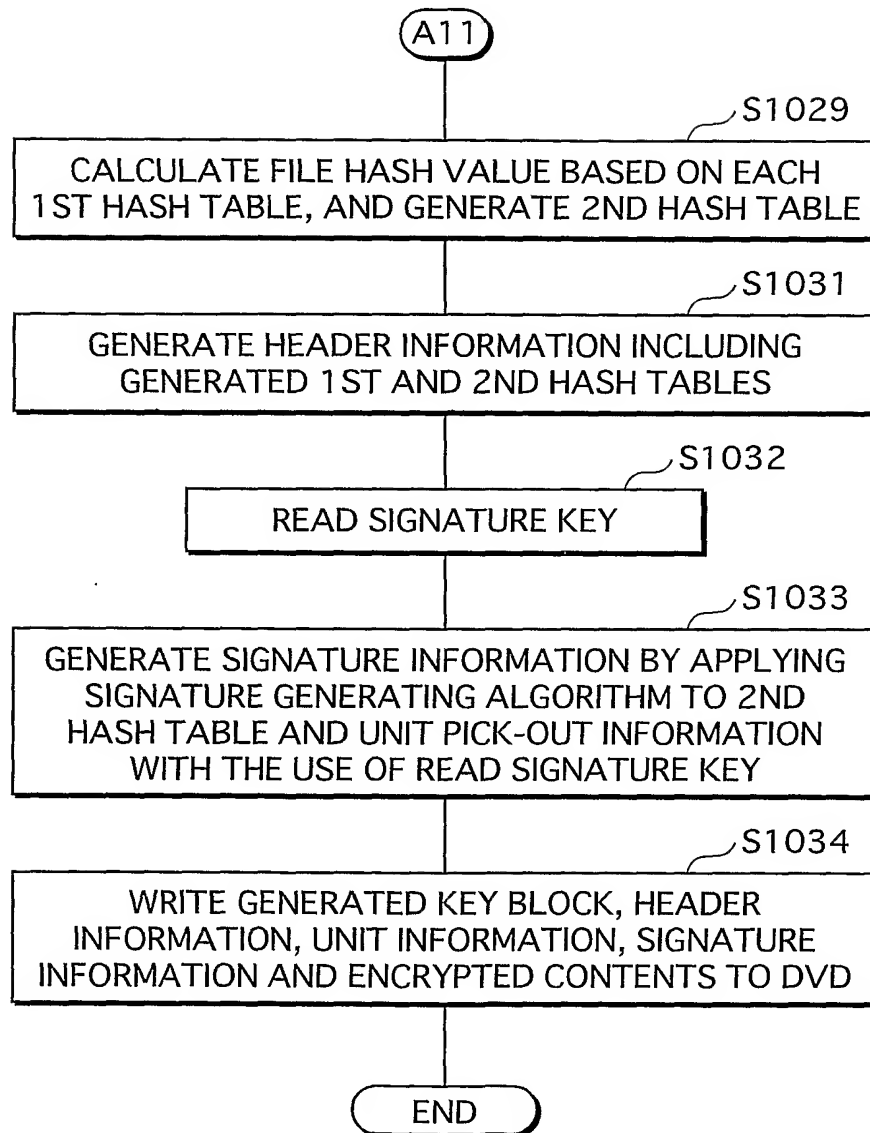 A11
S1029
CALCULATE FILE HASH VALUE BASED ON EACH
1ST HASH TABLE, AND GENERATE 2ND HASH TABLE
S1031
GENERATE HEADER INFORMATION INCLUDING
GENERATED 1ST AND 2ND HASH TABLES
S1032
READ SIGNATURE KEY
S1033
GENERATE SIGNATURE INFORMATION BY APPLYING
SIGNATURE GENERATING ALGORITHM TO 2ND
HASH TABLE AND UNIT PICK-OUT INFORMATION
WITH THE USE OF READ SIGNATURE KEY
S1034
WRITE GENERATED KEY BLOCK, HEADER
INFORMATION, UNIT INFORMATION, SIGNATURE
INFORMATION AND ENCRYPTED CONTENTS TO DVD
END